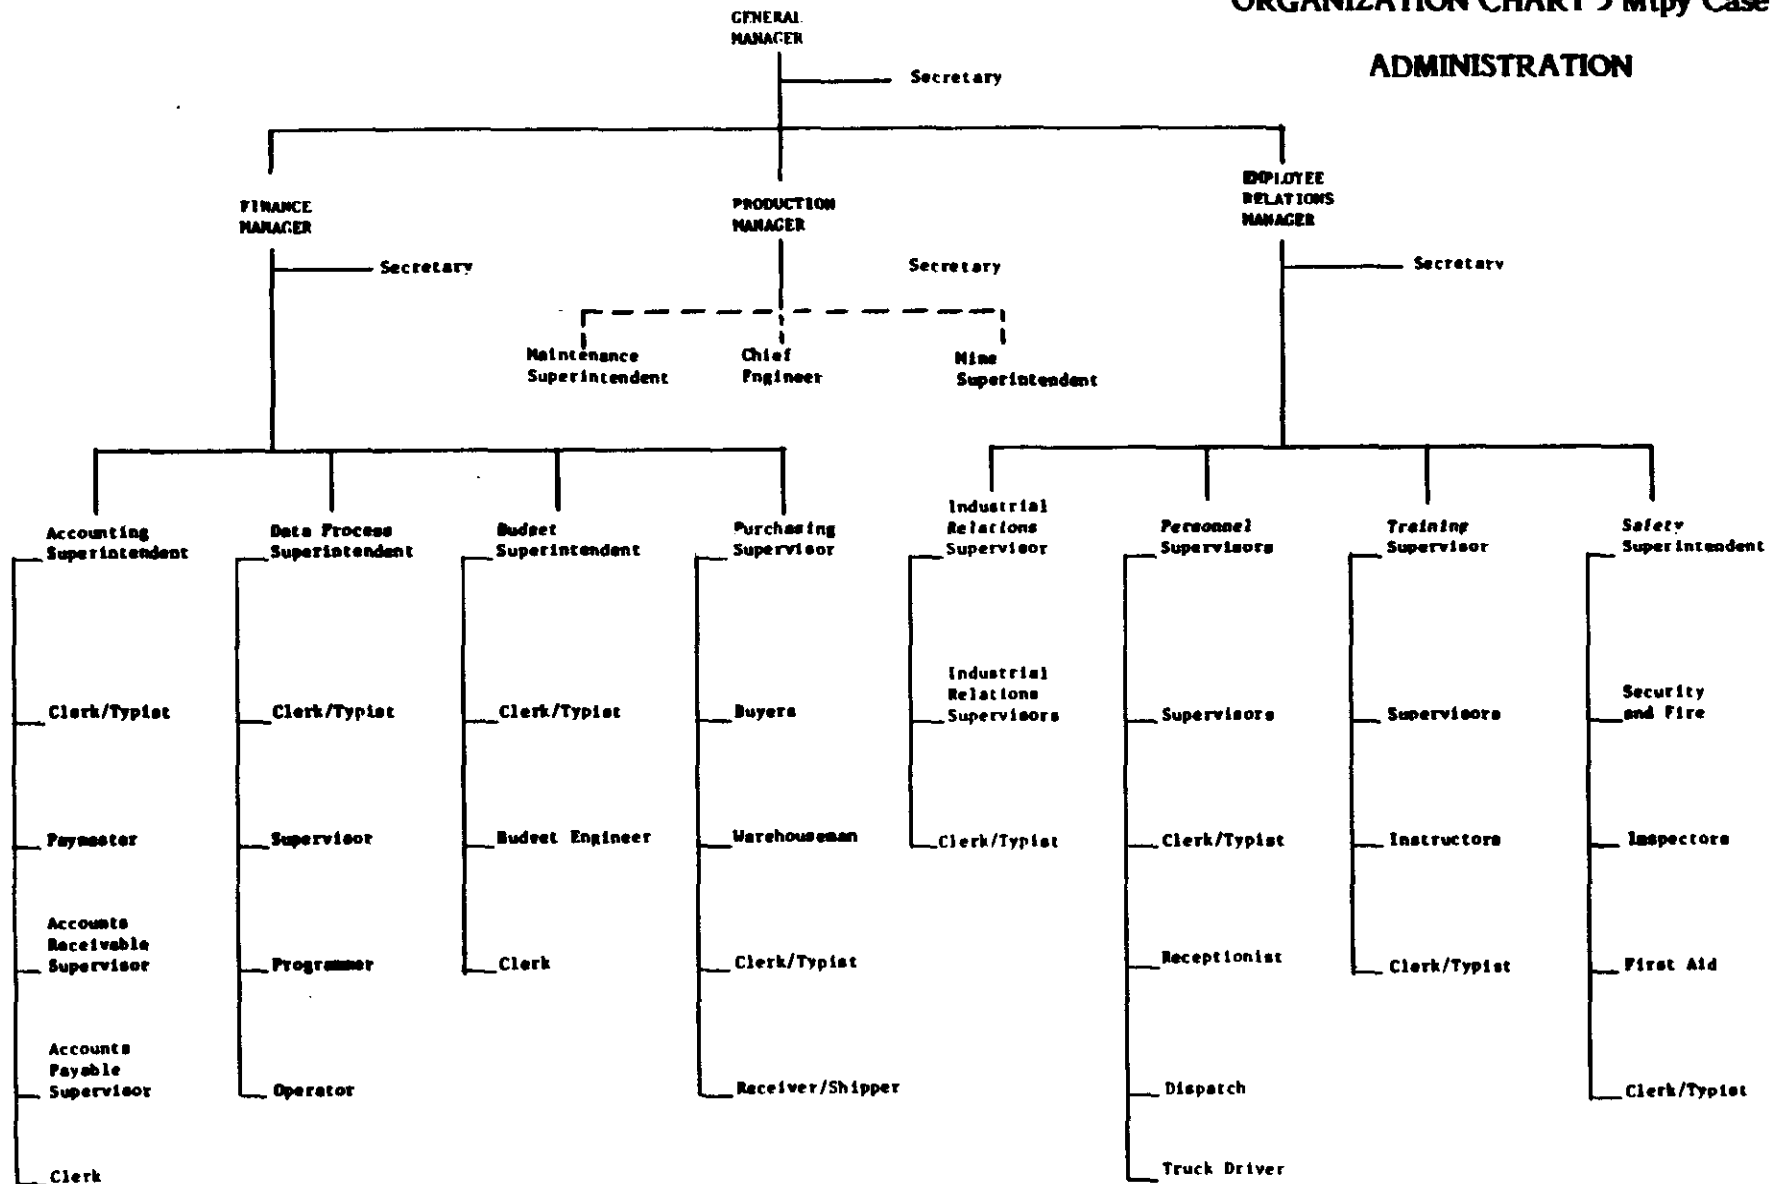 ORGANIZATION CHART 5 Mtpy Case
ADMINISTRATION
GENERAL
MANAGER
Secretary
FINANCE
MANAGER
PRODUCTION
MANAGER
EMPLOYEE
RELATIONS
MANAGER
Secretary
Secretary
Secretary
Maintenance
Superintendent
Chief
Engineer
Mine
Superintendent
Accounting
Superintendent
Data Process
Superintendent
Budget
Superintendent
Purchasing
Supervisor
Industrial
Relations
Supervisor
Personnel
Supervisors
Training
Supervisor
Safety
Superintendent
Clerk/Typist
Clerk/Typist
Clerk/Typist
Buyers
Industrial
Relations
Supervisors
Supervisors
Supervisors
Security
and Fire
Paymaster
Supervisor
Budget Engineer
Warehouseman
Clerk/Typist
Clerk/Typist
Instructors
Inspectors
Accounts
Receivable
Supervisor
Programmer
Clerk
Clerk/Typist
Receptionist
Clerk/Typist
First Aid
Accounts
Payable
Supervisor
Operator
Receiver/Shipper
Dispatch
Clerk/Typist
Clerk
Truck Driver